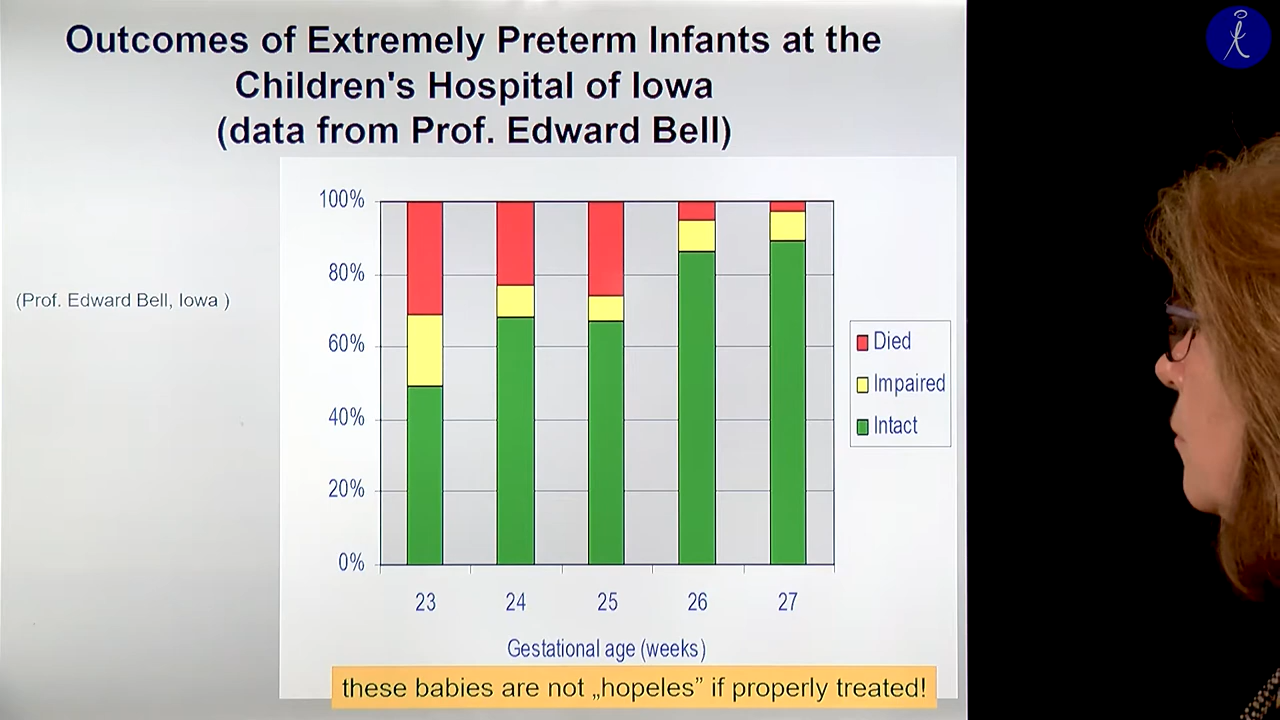 Outcomes of Extremely Preterm Infants at the
Children's Hospital of Iowa
(data from Prof. Edward Bell)
(Prof. Edward Bell, Iowa )
100%
80%
60%
40%
20%
0%
23 24 25 26 27
Gestational age (weeks)
Died
Impaired
Intact
these babies are not „hopeles” if properly treated!